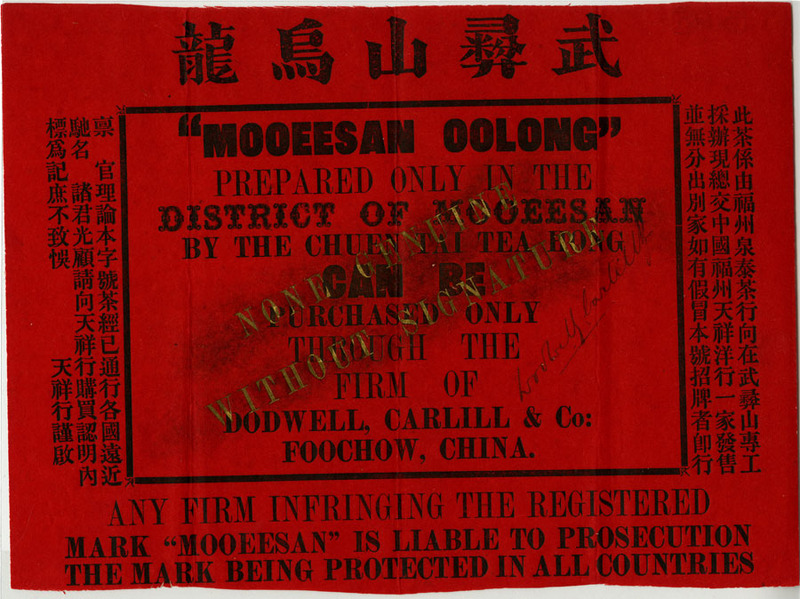 武彝山烏龍
此茶係由福州泉泰茶行向在武彝山專工
採辦現總交中國福州天祥洋行一家發售
並無分出別家如有假冒本號招牌者即行
稟 官理論本字號茶經已通行各國遠近
馳名 諸君光顧請向天祥行購買認明內
標爲記庶不致悞 天祥行謹啟
"MOOEESAN OOLONG"
PREPARED ONLY IN THE
DISTRICT OF MOOEESAN
BY THE CHUEN TAI TEA HONG
CAN BE
PURCHASED ONLY
THROUGH THE
FIRM OF
DODWELL, CARLILL & Co:
FOOCHOW, CHINA.
NONE GENUINE
WITHOUT SIGNATURE
Dodwell Carlill &Co
ANY FIRM INFRINGING THE REGISTERED
MARK "MOOEESAN" IS LIABLE TO PROSECUTION
THE MARK BEING PROTECTED IN ALL COUNTRIES